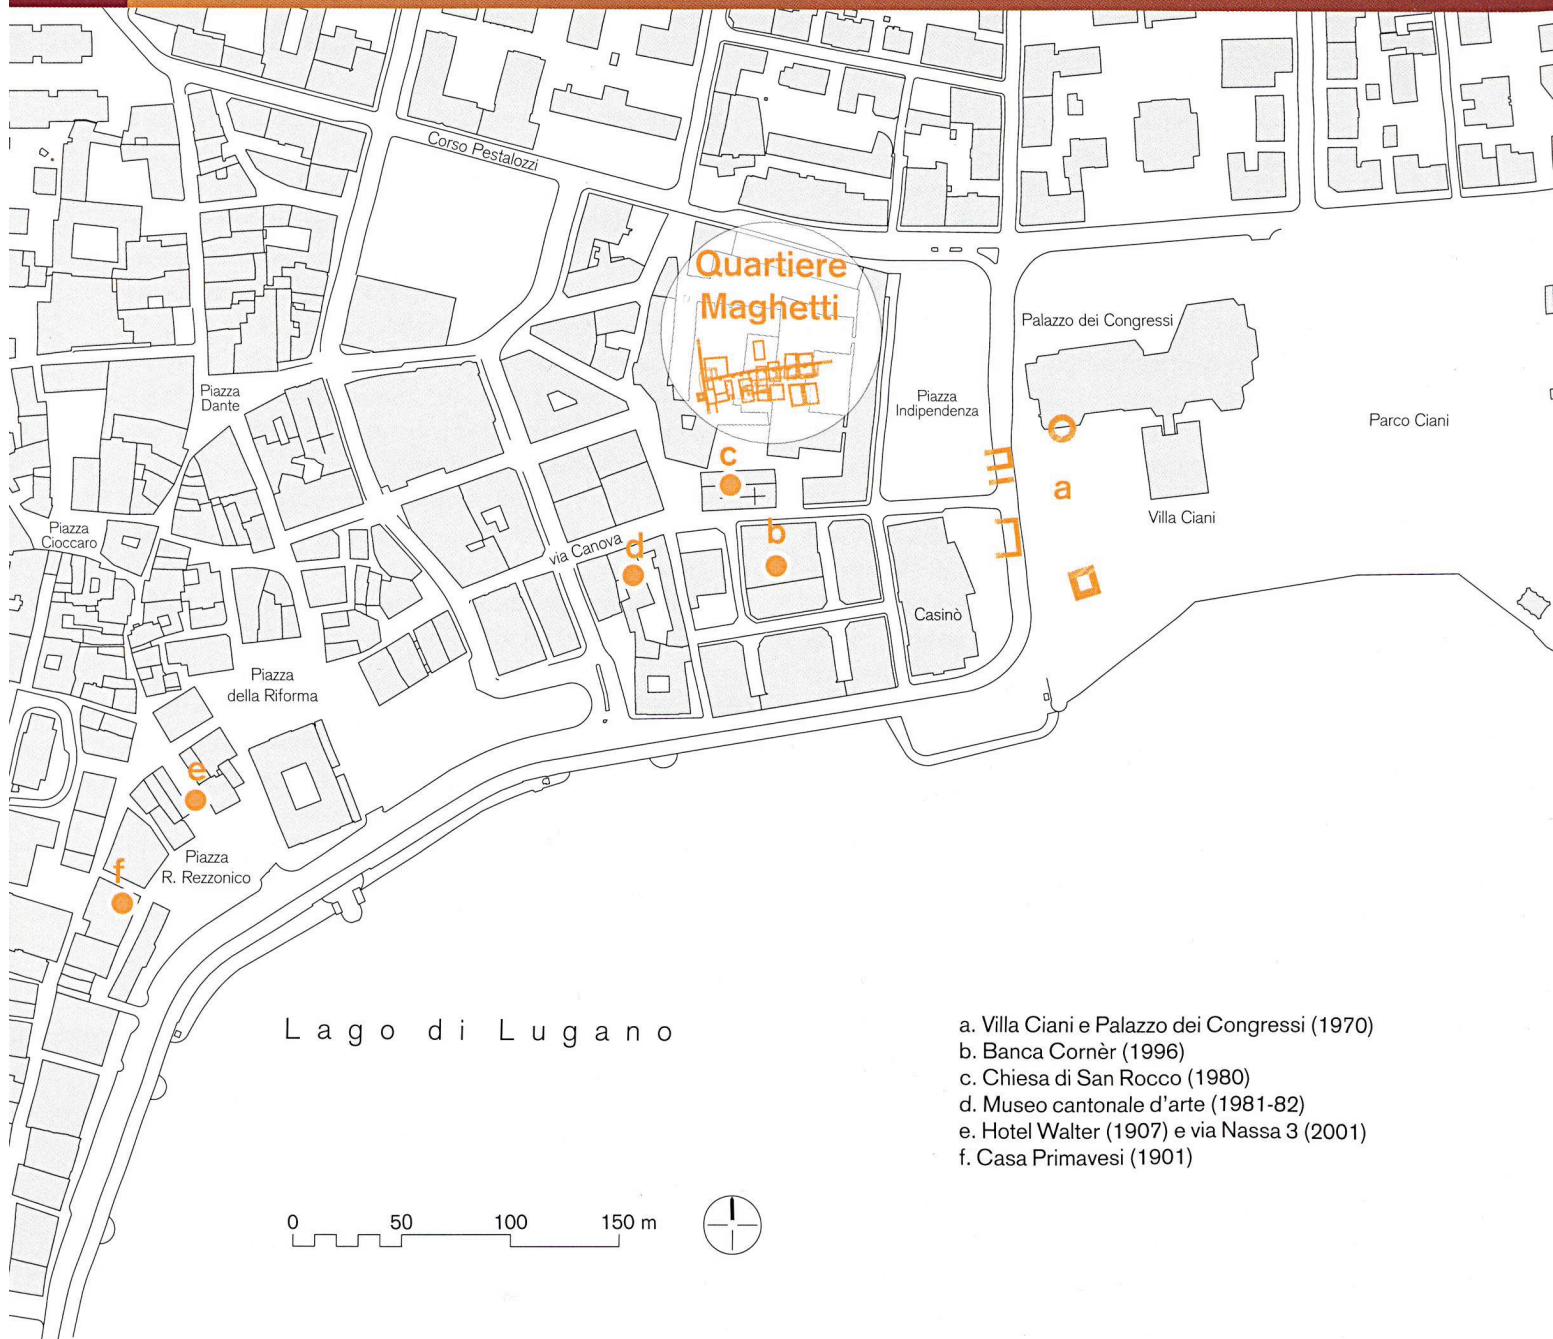 Corso Pestalozzi
Quartiere
Maghetti
Palazzo dei Congressi
Piazza
Dante
Piazza
Indipendenza
Parco Ciani
c
a
Villa Ciani
Piazza
Cioccaro
via Canova
d
b
Casinò
Piazza
della Riforma
e
Piazza
R. Rezzonico
f
Lago di Lugano
a. Villa Ciani e Palazzo dei Congressi (1970)
b. Banca Cornèr (1996)
c. Chiesa di San Rocco (1980)
d. Museo cantonale d'arte (1981-82)
e. Hotel Walter (1907) e via Nassa 3 (2001)
f. Casa Primavesi (1901)
0 50 100 150 m